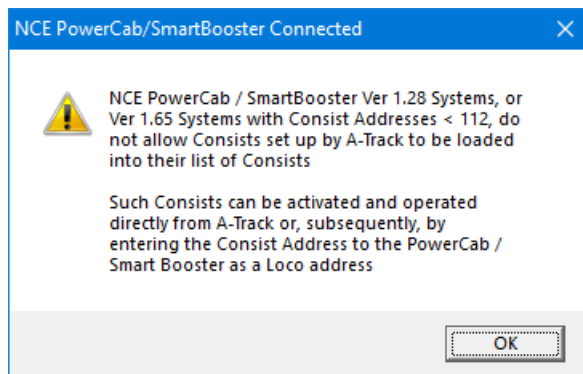 NCE PowerCab/SmartBooster Connected
NCE PowerCab / SmartBooster Ver 1.28 Systems, or
Ver 1.65 Systems with Consist Addresses < 112, do
not allow Consists set up by A-Track to be loaded
into their list of Consists
Such Consists can be activated and operated
directly from A-Track or, subsequently, by
entering the Consist Address to the PowerCab /
Smart Booster as a Loco address
OK